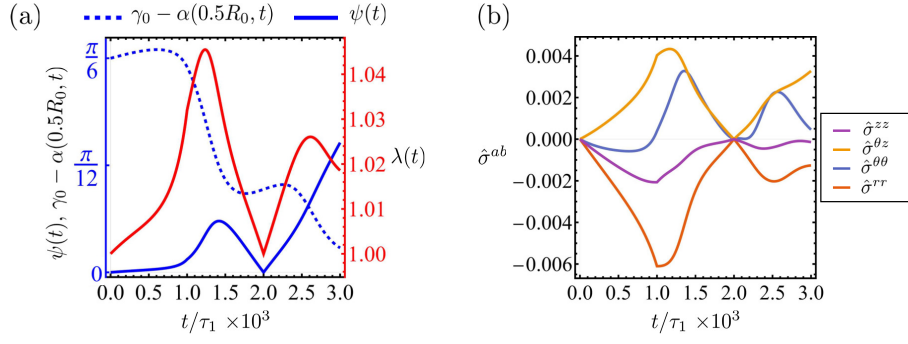 (a)
γ₀ − α(0.5R₀, t)
ψ(t)
π/6
π/12
0
ψ(t), γ₀ − α(0.5R₀, t)
1.04
1.03
1.02
1.01
1.00
λ(t)
0.0 0.5 1.0 1.5 2.0 2.5 3.0
t/τ₁ ×10³
(b)
0.004
0.002
0.000
−0.002
−0.004
−0.006
σ̂ᵃᵇ
0.0 0.5 1.0 1.5 2.0 2.5 3.0
t/τ₁ ×10³
σ̂ᶻᶻ
σ̂ᶿᶻ
σ̂ᶿᶿ
σ̂ʳʳ